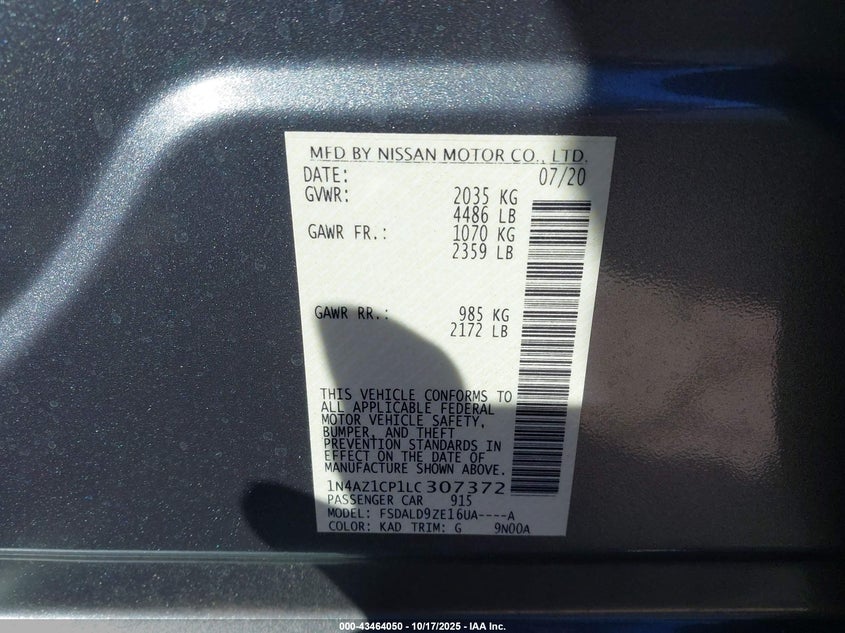 MFD BY NISSAN MOTOR CO., LTD.
DATE: 07/20
GVWR: 2035 KG
4486 LB
GAWR FR.: 1070 KG
2359 LB
GAWR RR.: 985 KG
2172 LB
THIS VEHICLE CONFORMS TO
ALL APPLICABLE FEDERAL
MOTOR VEHICLE SAFETY,
BUMPER, AND THEFT
PREVENTION STANDARDS IN
EFFECT ON THE DATE OF
MANUFACTURE SHOWN ABOVE.
1N4AZ1CP1LC307372
PASSENGER CAR 915
MODEL: FSDALD9ZE16UA----A
COLOR: KAD TRIM: G 9N00A
000-43464050 - 10/17/2025 - IAA Inc.